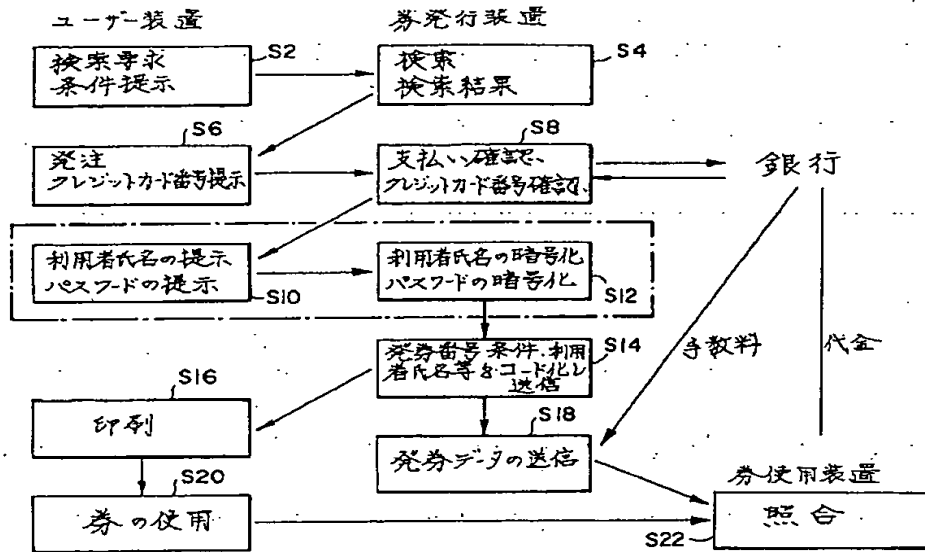 ユーザー装置
券発行装置
S2
検索要求
条件提示
S4
検索
検索結果
S6
発注
クレジットカード番号提示
S8
支払い確認、
クレジットカード番号確認、
銀行
利用者氏名の提示
パスワードの提示
S10
利用者氏名の暗号化
パスワードの暗号化
S12
発券番号条件、利用
者氏名等をコード化し
送信
S14
手数料
代金
S16
印刷
S18
発券データの送信
S20
券の使用
券使用装置
照合
S22